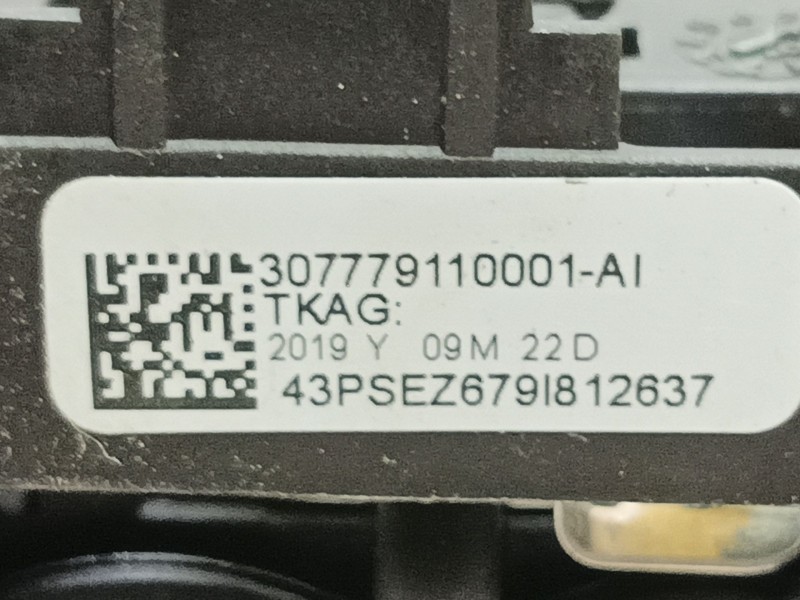 307779110001-AI
TKAG:
2019 Y 09M 22D
43PSEZ679I812637